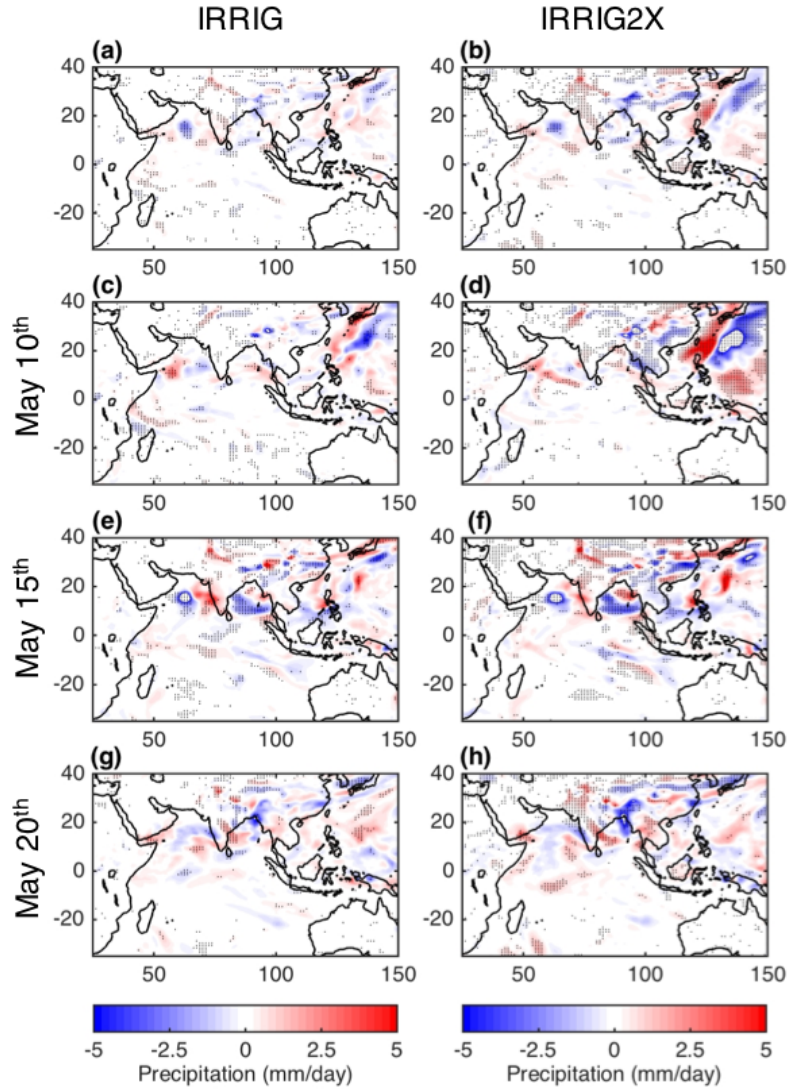 IRRIG IRRIG2X
(a) (b)
40 40
20 20
0 0
-20 -20
50 100 150 50 100 150
May 10th
(c) (d)
40 40
20 20
0 0
-20 -20
50 100 150 50 100 150
May 15th
(e) (f)
40 40
20 20
0 0
-20 -20
50 100 150 50 100 150
May 20th
(g) (h)
40 40
20 20
0 0
-20 -20
50 100 150 50 100 150
-5 -2.5 0 2.5 5 -5 -2.5 0 2.5 5
Precipitation (mm/day) Precipitation (mm/day)